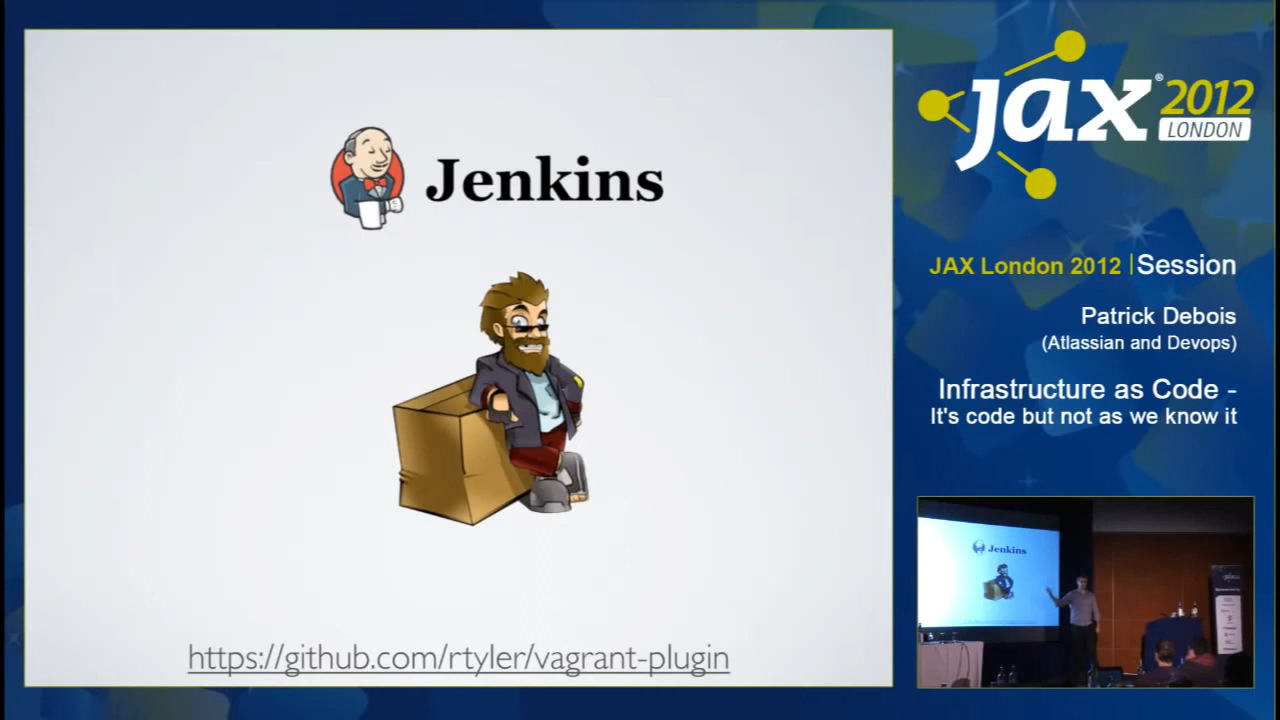 Jenkins
https://github.com/rtyler/vagrant-plugin
jax® 2012
LONDON
JAX London 2012 | Session
Patrick Debois
(Atlassian and Devops)
Infrastructure as Code -
It's code but not as we know it
Jenkins